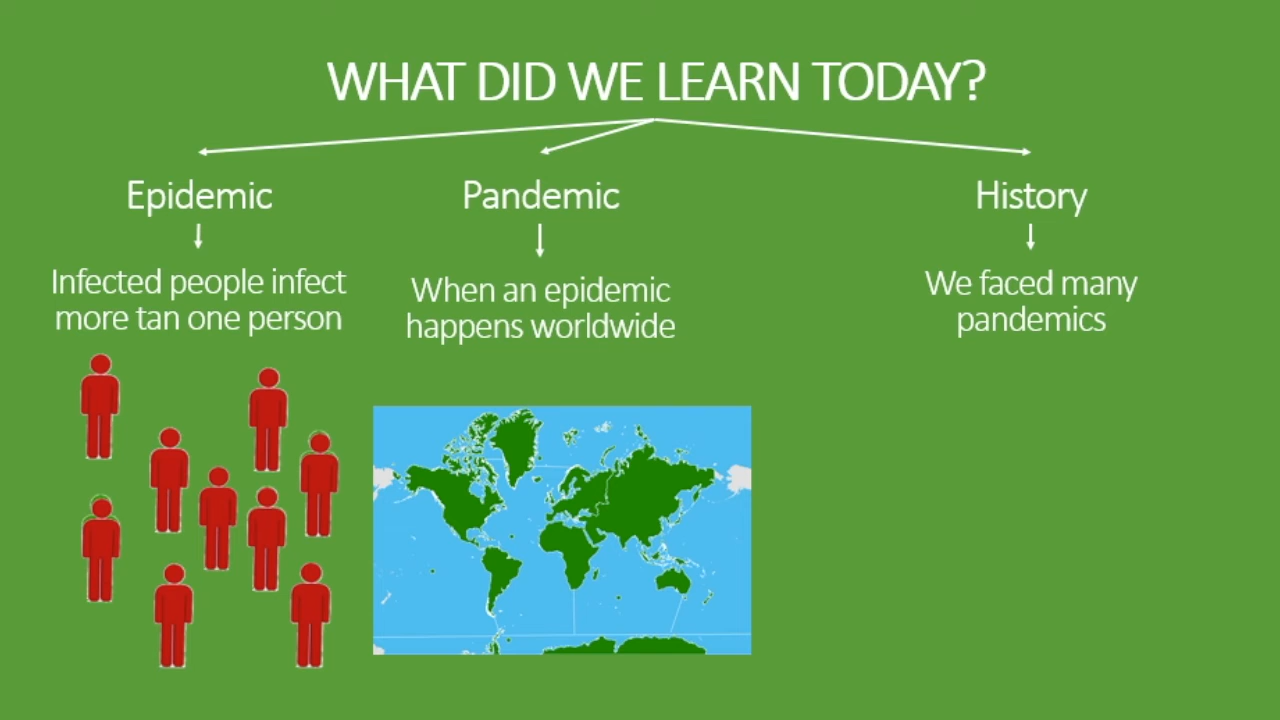 WHAT DID WE LEARN TODAY?
Epidemic
Infected people infect
more tan one person
Pandemic
When an epidemic
happens worldwide
History
We faced many
pandemics